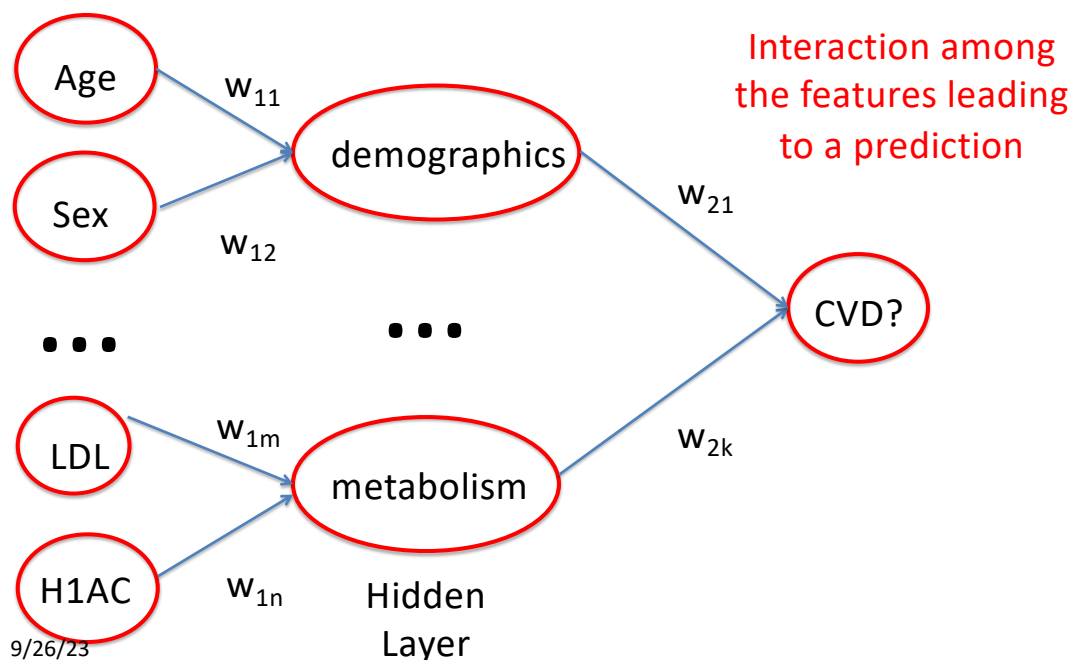 Interaction among
the features leading
to a prediction
Age
w11
demographics
Sex
w12
w21
CVD?
...
...
LDL
w1m
metabolism
w2k
H1AC
w1n
Hidden
Layer
9/26/23